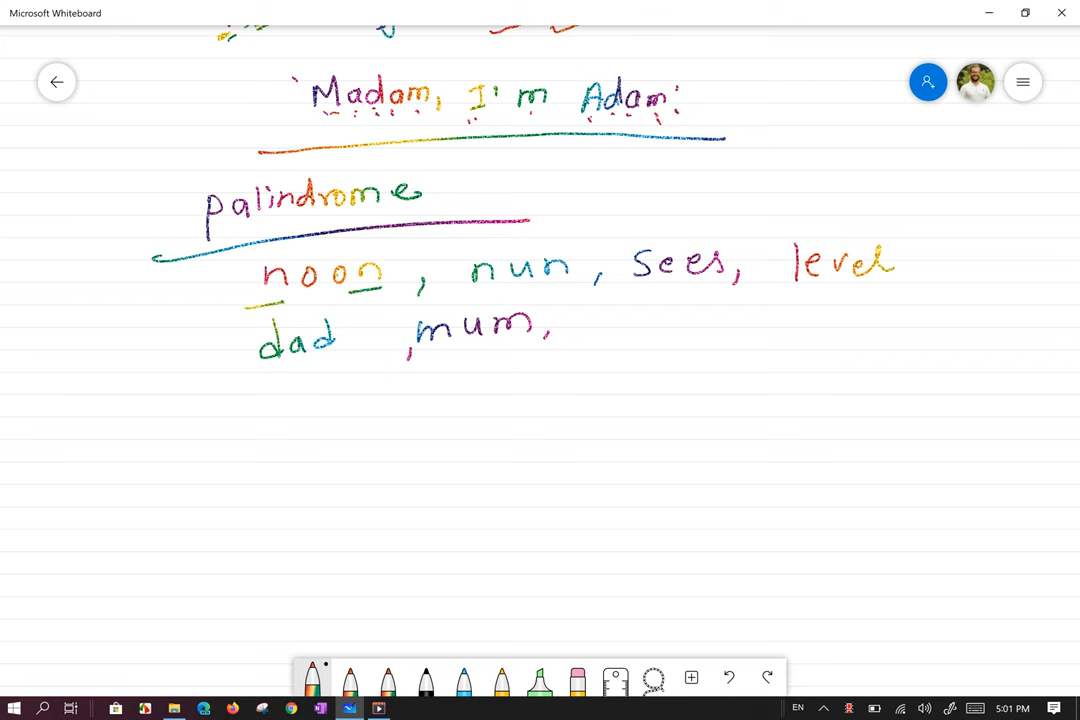 Microsoft Whiteboard
'Madam, I'm Adam'
palindrome
noon, nun, sees, level
dad, mum,
EN
5:01 PM